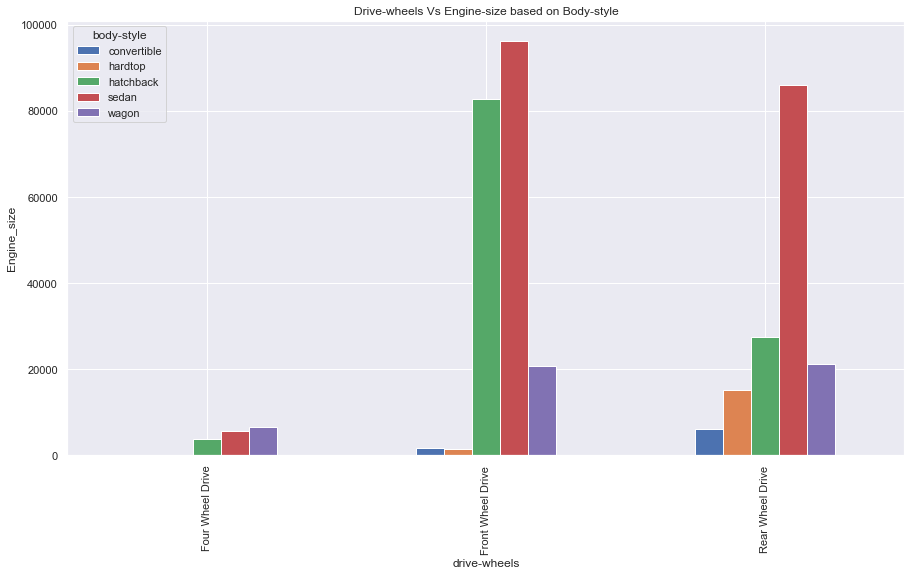 Drive-wheels Vs Engine-size based on Body-style
body-style
convertible
hardtop
hatchback
sedan
wagon
100000
80000
60000
40000
20000
0
Engine_size
Four Wheel Drive
Front Wheel Drive
Rear Wheel Drive
drive-wheels